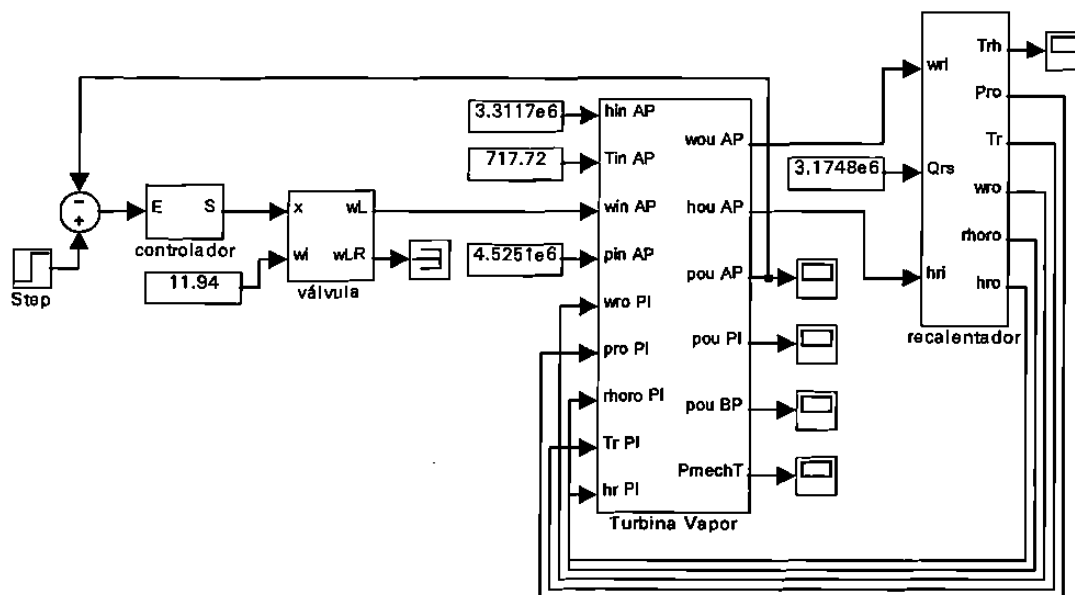 Step
-
+
E
S
controlador
11.94
x
wL
wi
wLR
válvula
3.3117e6
717.72
4.5251e6
hin AP
Tin AP
win AP
pin AP
wro PI
pro PI
rhoro PI
Tr PI
hr PI
wou AP
hou AP
pou AP
pou PI
pou BP
PmechT
Turbina Vapor
3.1748e6
wri
Qrs
hri
Trh
Pro
Tr
wro
rhoro
hro
recalentador